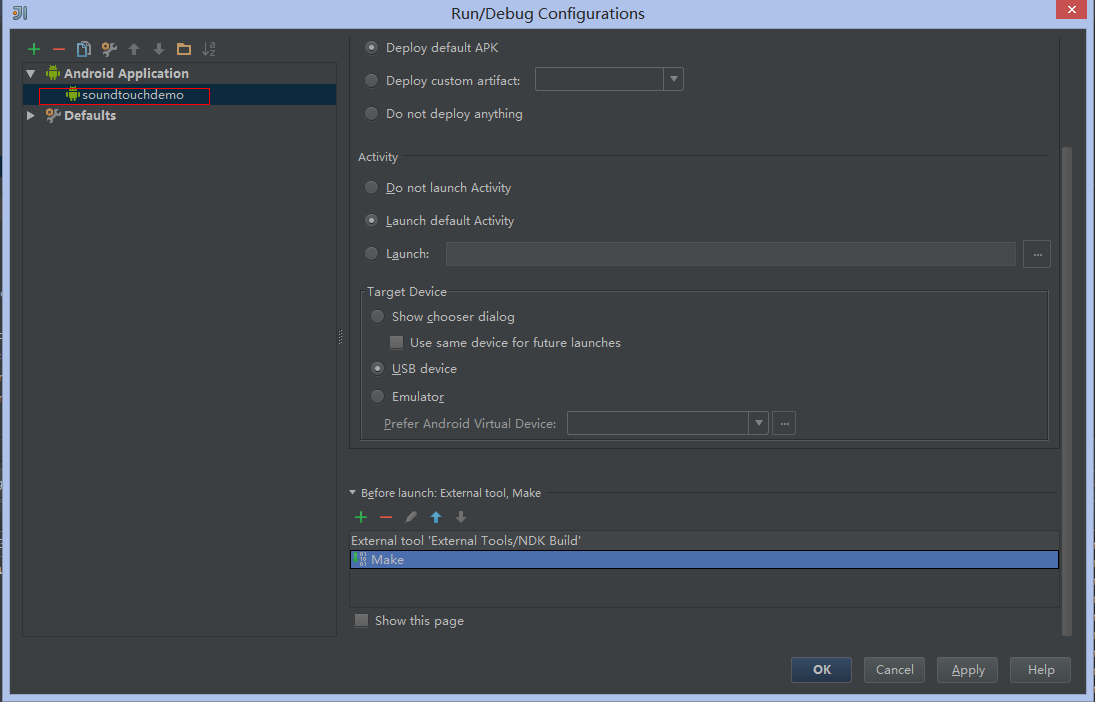 Run/Debug Configurations
Android Application
soundtouchdemo
Defaults
Deploy default APK
Deploy custom artifact:
Do not deploy anything
Activity
Do not launch Activity
Launch default Activity
Launch:
...
Target Device
Show chooser dialog
Use same device for future launches
USB device
Emulator
Prefer Android Virtual Device:
...
Before launch: External tool, Make
External tool 'External Tools/NDK Build'
Make
Show this page
OK
Cancel
Apply
Help